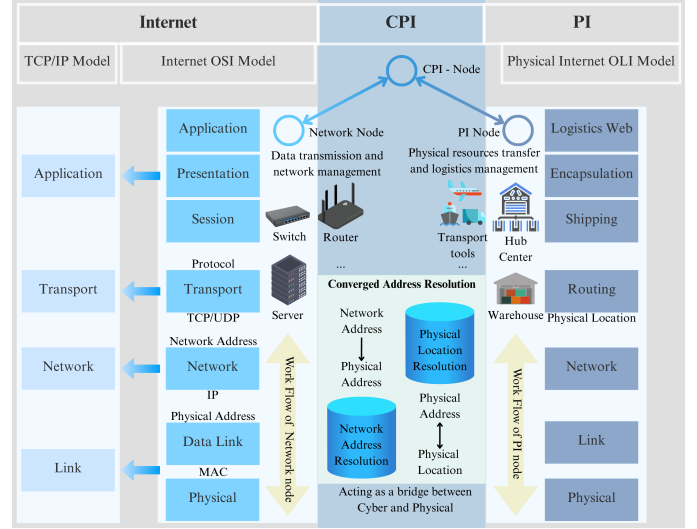 Internet
CPI
PI
TCP/IP Model
Internet OSI Model
Physical Internet OLI Model
CPI - Node
Application
Network Node
PI Node
Logistics Web
Data transmission and
network management
Physical resources transfer
and logistics management
Application
Presentation
Encapsulation
Session
Switch
Router
Transport
tools
Hub
Center
Shipping
...
...
Protocol
Transport
Transport
TCP/UDP
Server
Converged Address Resolution
Warehouse
Routing
Physical Location
Network Address
Network
Network
IP
Network
Address
Physical
Address
Physical
Location
Resolution
Network
Physical Address
Data Link
MAC
Link
Physical
Work Flow of Network node
Network
Address
Resolution
Physical
Address
Physical
Location
Work Flow of PI node
Link
Physical
Acting as a bridge between
Cyber and Physical